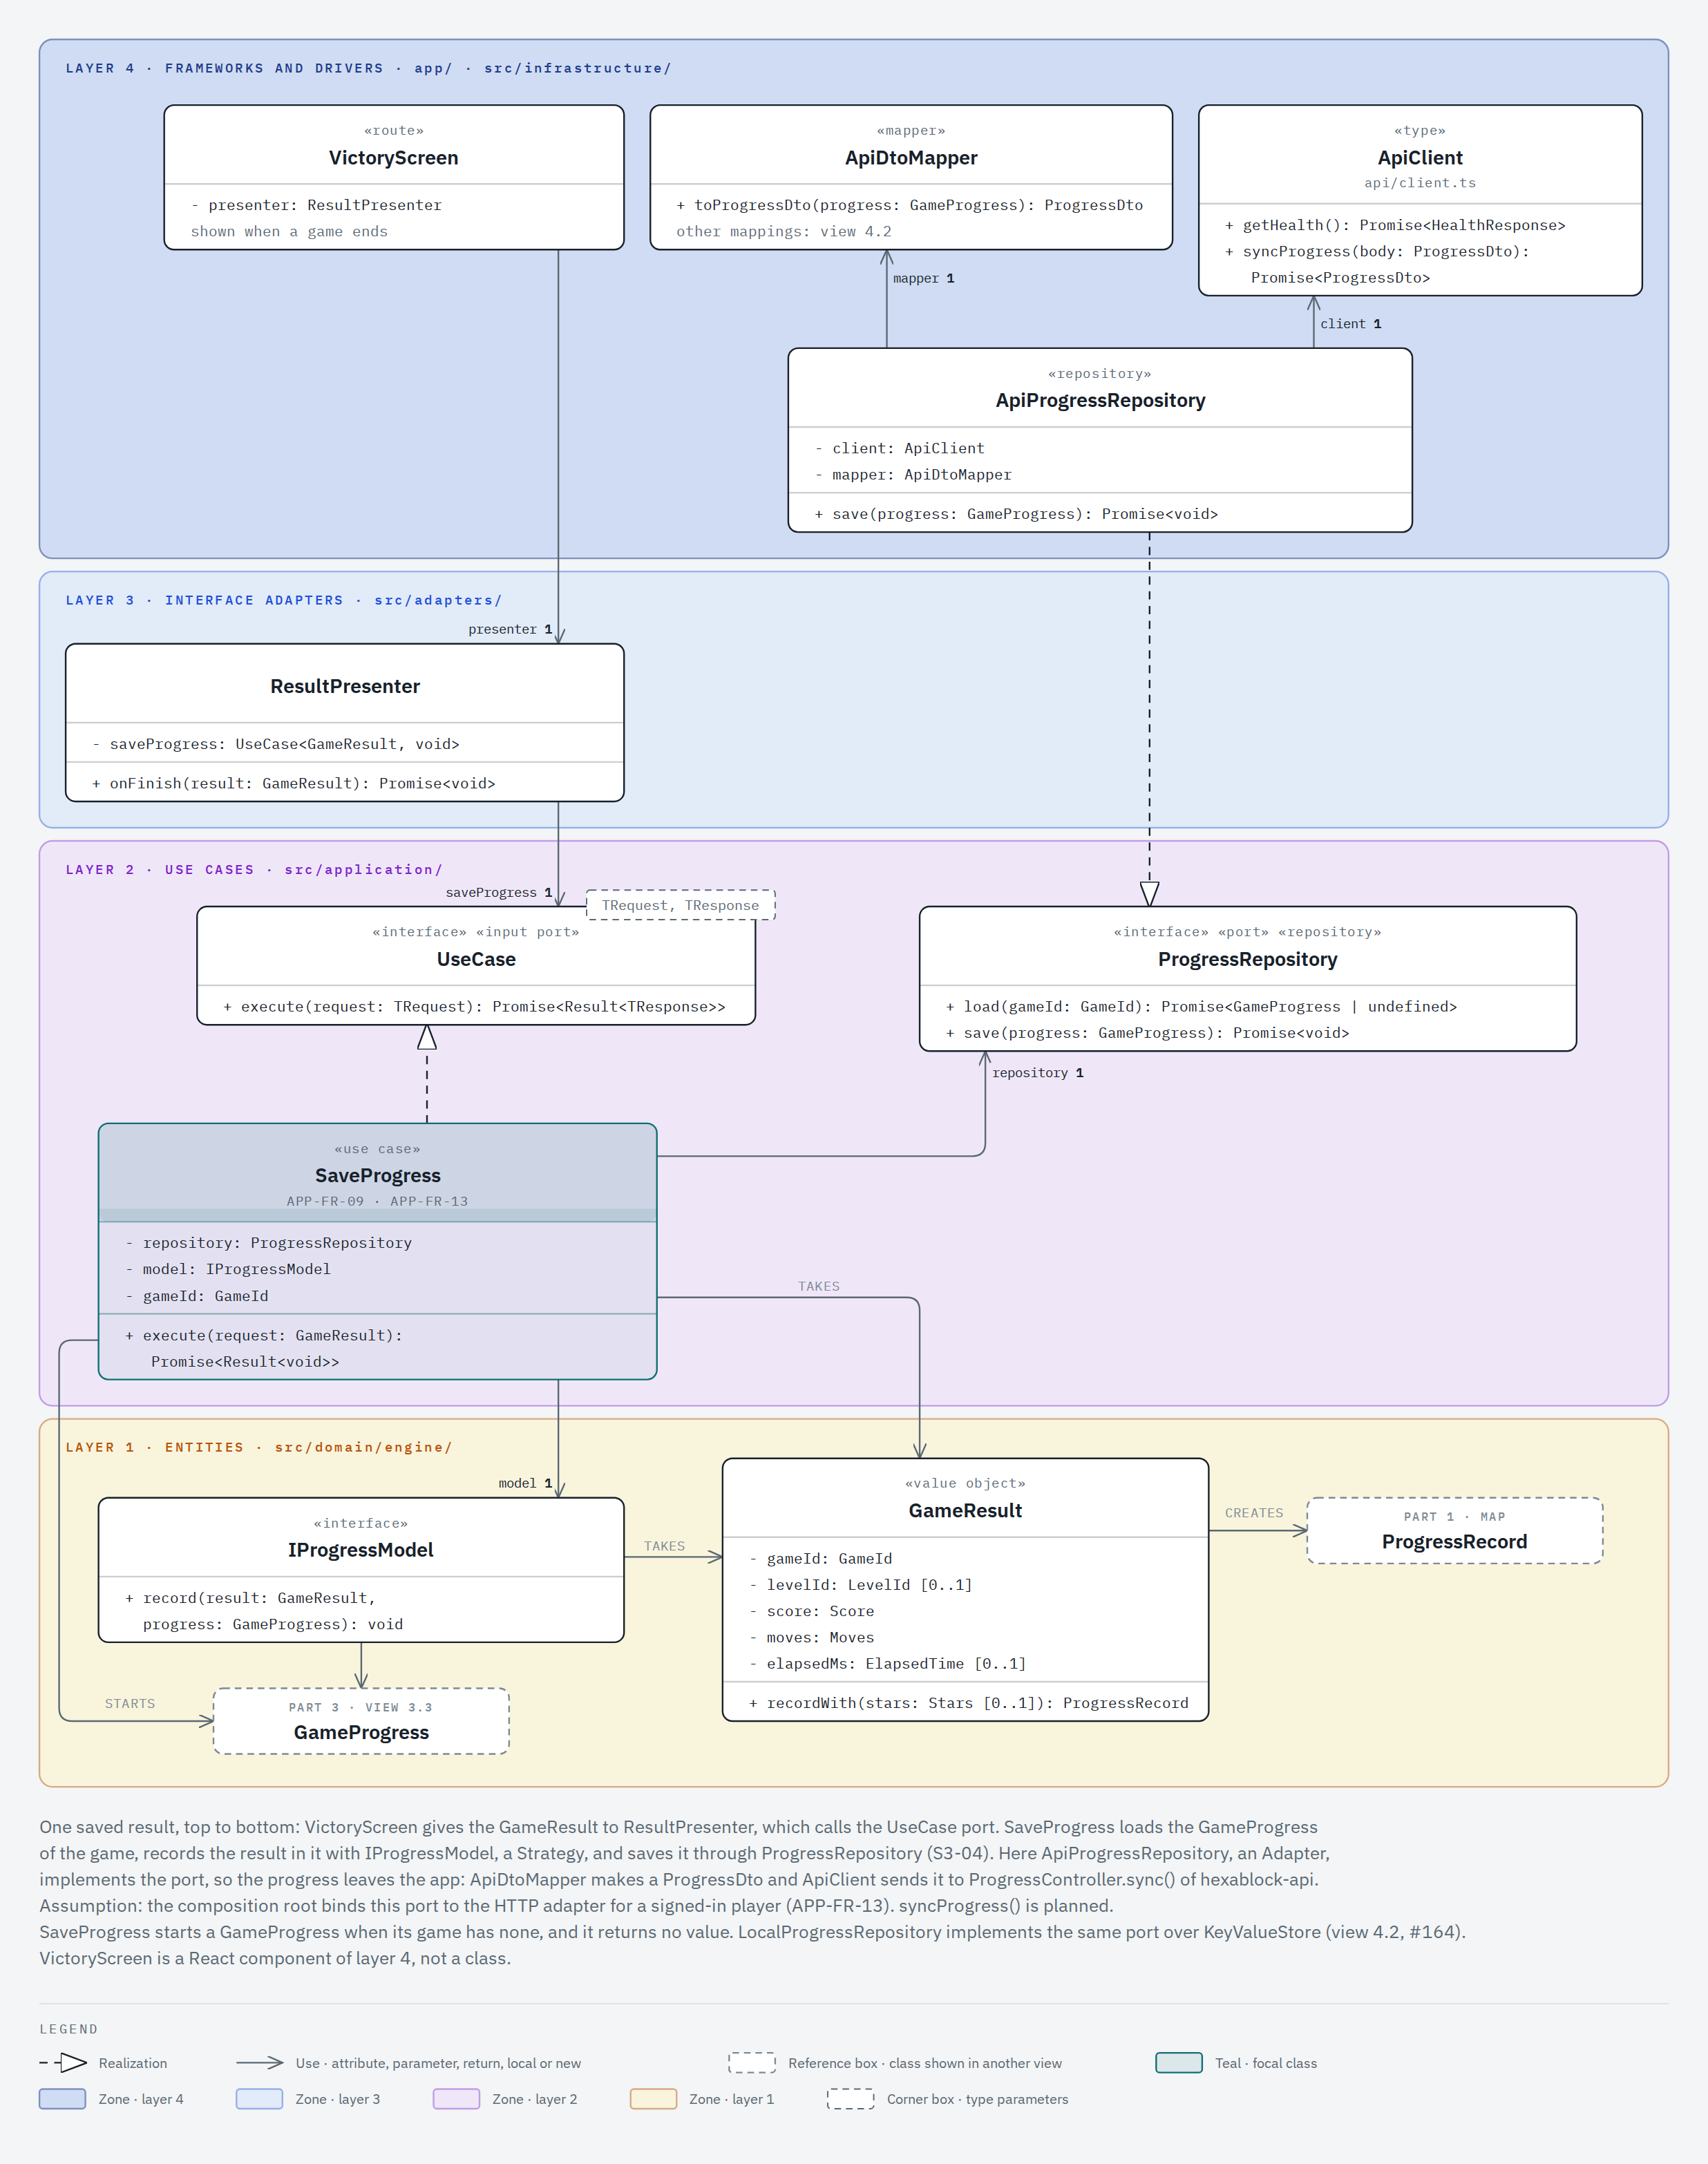 LAYER 4 · FRAMEWORKS AND DRIVERS · app/ · src/infrastructure/
«route»
VictoryScreen
- presenter: ResultPresenter
shown when a game ends
«mapper»
ApiDtoMapper
+ toProgressDto(progress: GameProgress): ProgressDto
other mappings: view 4.2
«type»
ApiClient
api/client.ts
+ getHealth(): Promise<HealthResponse>
+ syncProgress(body: ProgressDto):
Promise<ProgressDto>
mapper 1
client 1
«repository»
ApiProgressRepository
- client: ApiClient
- mapper: ApiDtoMapper
+ save(progress: GameProgress): Promise<void>
LAYER 3 · INTERFACE ADAPTERS · src/adapters/
presenter 1
ResultPresenter
- saveProgress: UseCase<GameResult, void>
+ onFinish(result: GameResult): Promise<void>
LAYER 2 · USE CASES · src/application/
saveProgress 1
TRequest, TResponse
«interface» «input port»
UseCase
+ execute(request: TRequest): Promise<Result<TResponse>>
«interface» «port» «repository»
ProgressRepository
+ load(gameId: GameId): Promise<GameProgress | undefined>
+ save(progress: GameProgress): Promise<void>
repository 1
«use case»
SaveProgress
APP-FR-09 · APP-FR-13
- repository: ProgressRepository
- model: IProgressModel
- gameId: GameId
+ execute(request: GameResult):
Promise<Result<void>>
TAKES
LAYER 1 · ENTITIES · src/domain/engine/
model 1
«interface»
IProgressModel
+ record(result: GameResult,
progress: GameProgress): void
TAKES
«value object»
GameResult
- gameId: GameId
- levelId: LevelId [0..1]
- score: Score
- moves: Moves
- elapsedMs: ElapsedTime [0..1]
+ recordWith(stars: Stars [0..1]): ProgressRecord
CREATES
PART 1 · MAP
ProgressRecord
STARTS
PART 3 · VIEW 3.3
GameProgress
One saved result, top to bottom: VictoryScreen gives the GameResult to ResultPresenter, which calls the UseCase port. SaveProgress loads the GameProgress
of the game, records the result in it with IProgressModel, a Strategy, and saves it through ProgressRepository (S3-04). Here ApiProgressRepository, an Adapter,
implements the port, so the progress leaves the app: ApiDtoMapper makes a ProgressDto and ApiClient sends it to ProgressController.sync() of hexablock-api.
Assumption: the composition root binds this port to the HTTP adapter for a signed-in player (APP-FR-13). syncProgress() is planned.
SaveProgress starts a GameProgress when its game has none, and it returns no value. LocalProgressRepository implements the same port over KeyValueStore (view 4.2, #164).
VictoryScreen is a React component of layer 4, not a class.
LEGEND
Realization
Use · attribute, parameter, return, local or new
Reference box · class shown in another view
Teal · focal class
Zone · layer 4
Zone · layer 3
Zone · layer 2
Zone · layer 1
Corner box · type parameters